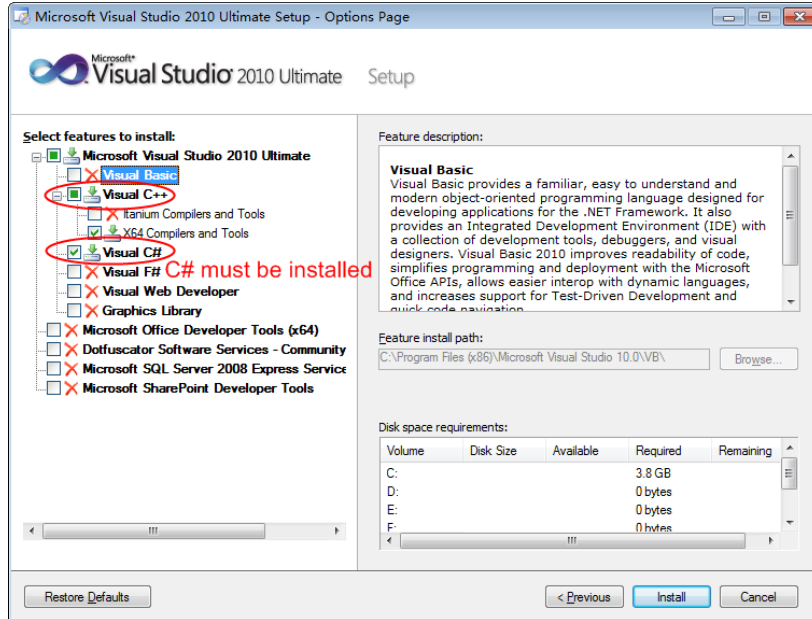 Microsoft Visual Studio 2010 Ultimate Setup - Options Page
Microsoft®
Visual Studio® 2010 Ultimate Setup
Select features to install:
Microsoft Visual Studio 2010 Ultimate
Visual Basic
Visual C++
Itanium Compilers and Tools
X64 Compilers and Tools
Visual C#
Visual F# C# must be installed
Visual Web Developer
Graphics Library
Microsoft Office Developer Tools (x64)
Dotfuscator Software Services - Community
Microsoft SQL Server 2008 Express Service
Microsoft SharePoint Developer Tools
Feature description:
Visual Basic
Visual Basic provides a familiar, easy to understand and
modern object-oriented programming language designed for
developing applications for the .NET Framework. It also
provides an Integrated Development Environment (IDE) with
a collection of development tools, debuggers, and visual
designers. Visual Basic 2010 improves readability of code,
simplifies programming and deployment with the Microsoft
Office APIs, allows easier interop with dynamic languages,
and increases support for Test-Driven Development and
quick code navigation
Feature install path:
C:\Program Files (x86)\Microsoft Visual Studio 10.0\VB\ Browse...
Disk space requirements:
Volume Disk Size Available Required Remaining
C: 3.8 GB
D: 0 bytes
E: 0 bytes
F: 0 bytes
Restore Defaults < Previous Install Cancel